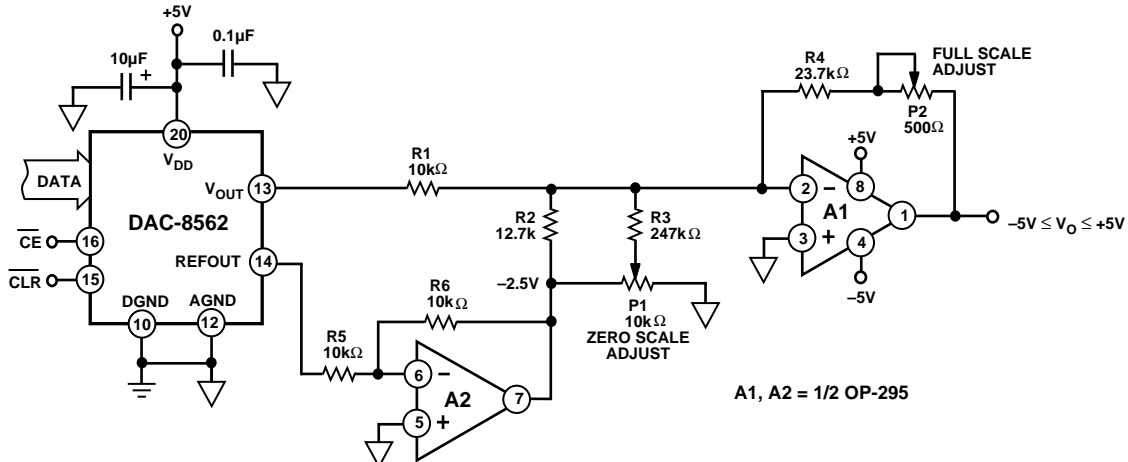 +5V
10µF
+
0.1µF
20
VDD
DATA
VOUT
13
DAC-8562
CE
16
CLR
15
REFOUT
14
DGND
AGND
10
12
R1
10kΩ
R2
12.7k
R3
247kΩ
–2.5V
P1
10kΩ
ZERO SCALE
ADJUST
R6
10kΩ
R5
10kΩ
6
–
A2
7
5
+
R4
23.7kΩ
FULL SCALE
ADJUST
P2
500Ω
+5V
2
–
8
A1
1
3
+
4
–5V
–5V ≤ VO ≤ +5V
A1, A2 = 1/2 OP-295